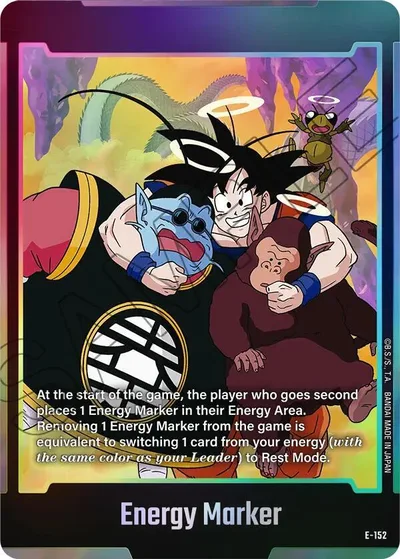 At the start of the game, the player who goes second
places 1 Energy Marker in their Energy Area.
Removing 1 Energy Marker from the game is
equivalent to switching 1 card from your energy (with
the same color as your Leader) to Rest Mode.
Energy Marker
E-152
©B.S./S., T.A. BANDAI MADE IN JAPAN